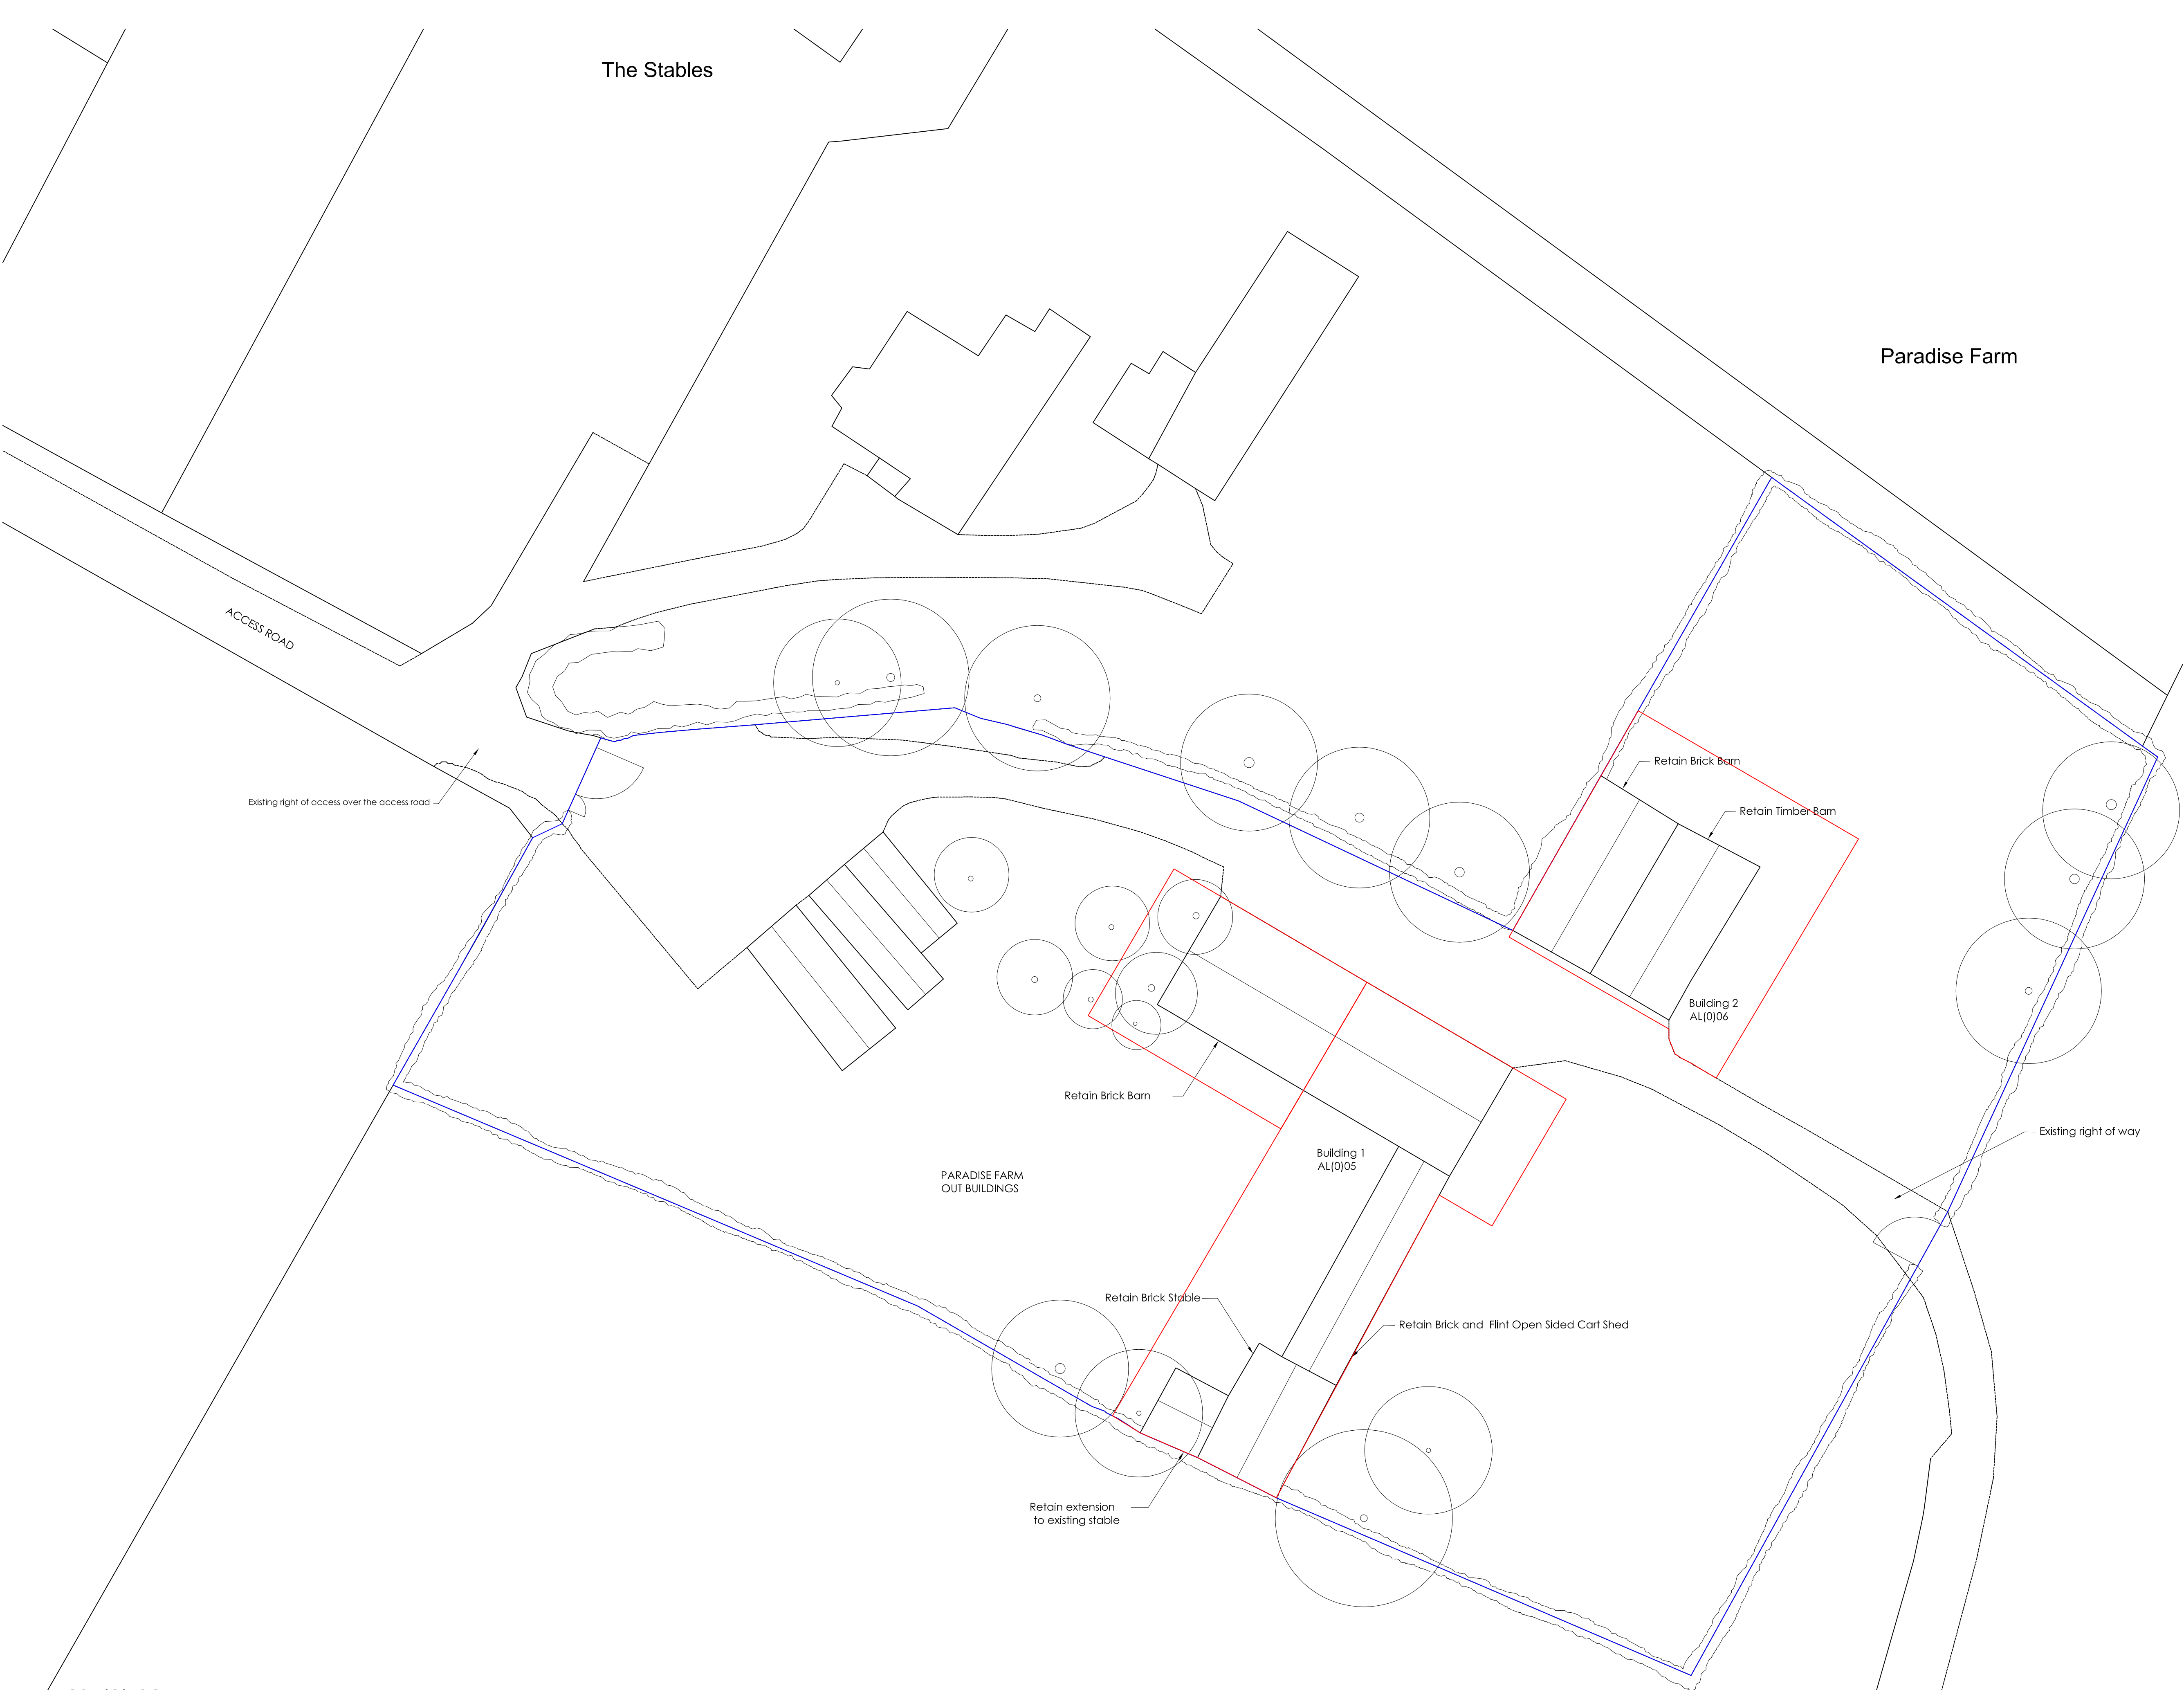 The Stables
Paradise Farm
ACCESS ROAD
Retain Brick Barn
Existing right of access over the access road
Retain Timber Barn
Building 2
AL(0)06
Retain Brick Barn
Existing right of way
Building 1
AL(0)05
PARADISE FARM
OUT BUILDINGS
Retain Brick Stable
Retain Brick and Flint Open Sided Cart Shed
Retain extension
to existing stable